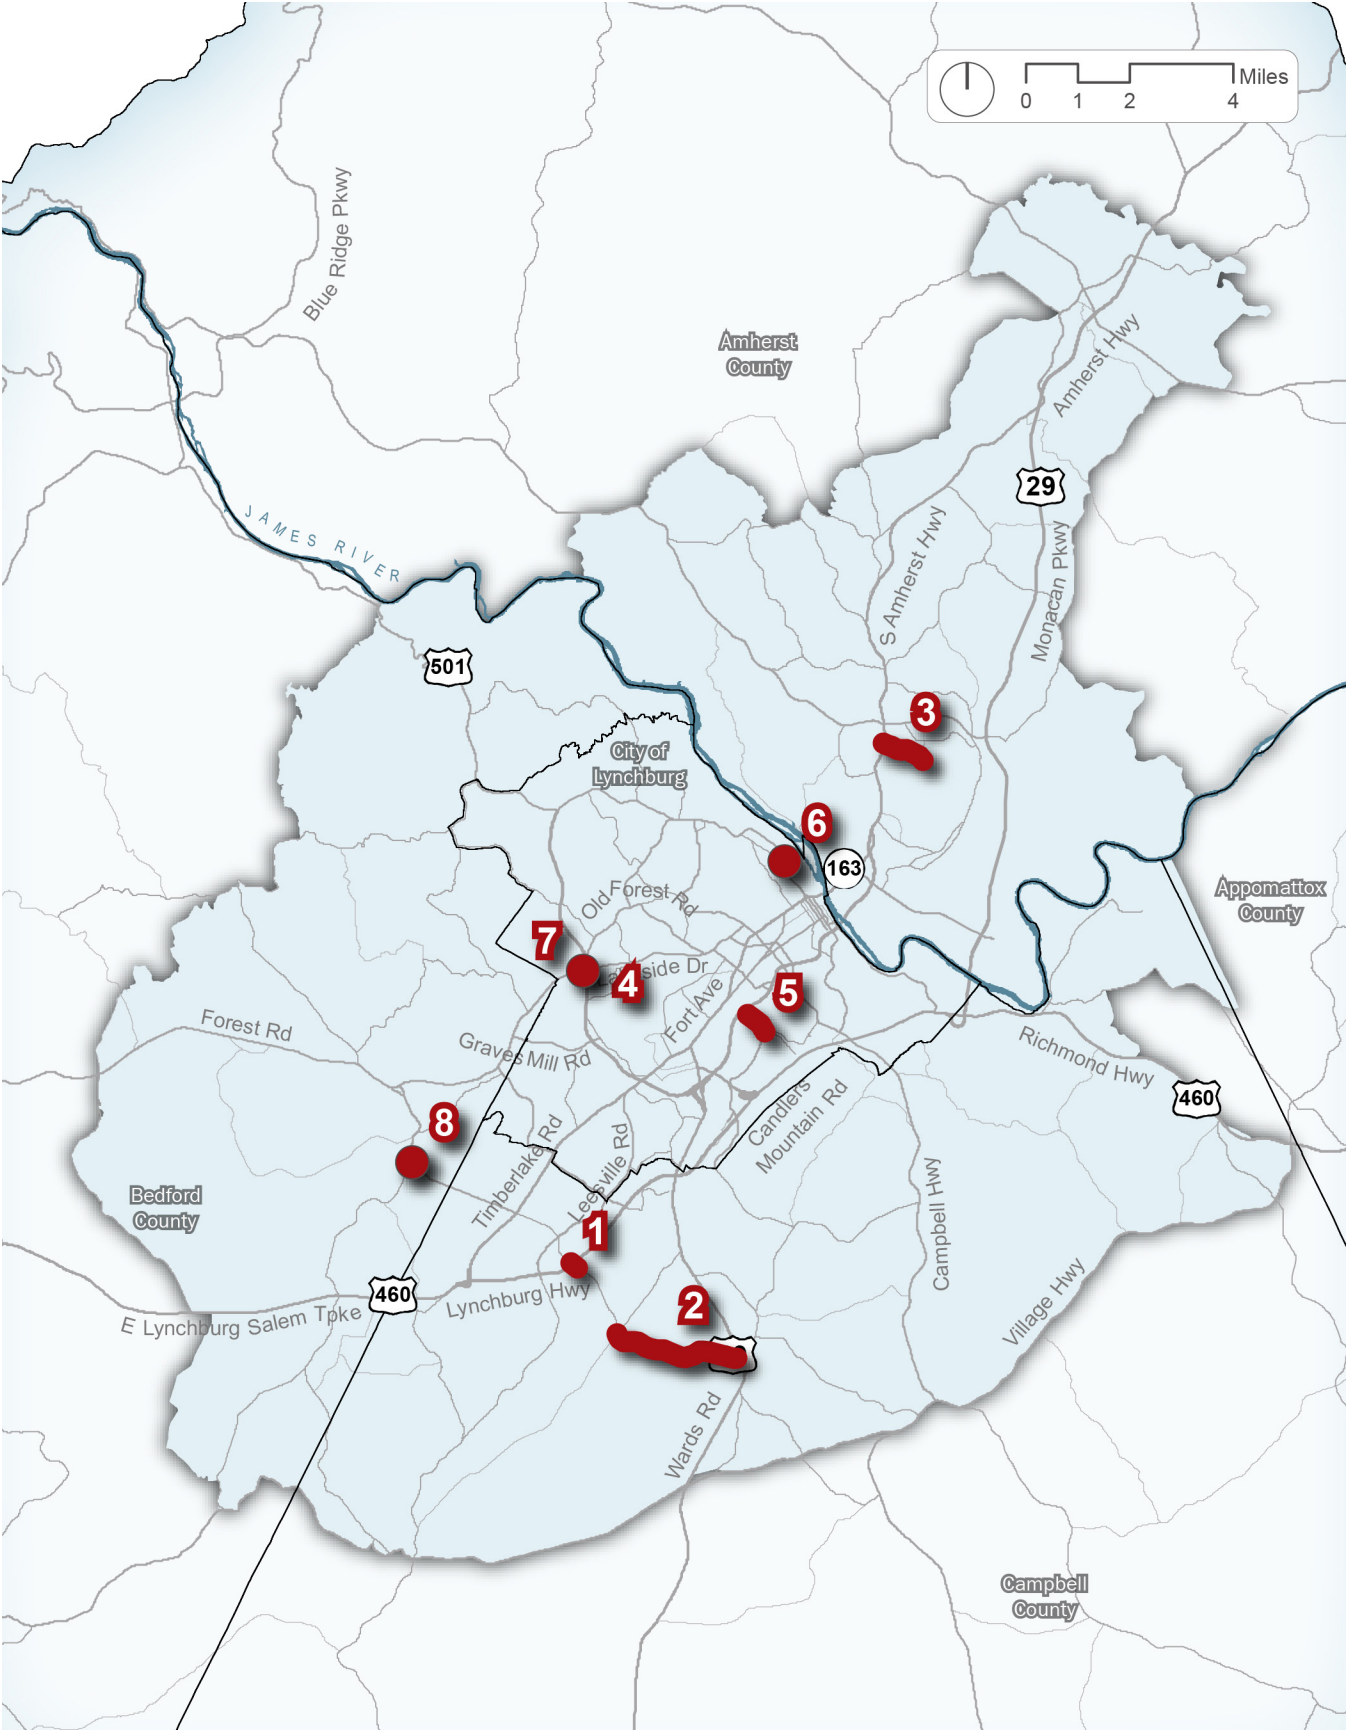 Miles
0 1 2 4
Blue Ridge Pkwy
Amherst
County
Amherst Hwy
29
JAMES RIVER
S Amherst Hwy
Monacan Pkwy
501
3
City of
Lynchburg
6
163
Old Forest Rd
Appomattox
County
7
4
side Dr
5
Fort Ave
Forest Rd
Graves Mill Rd
Richmond Hwy
460
8
Candlers
Mountain Rd
Timberlake Rd
Leesville Rd
Campbell Hwy
Bedford
County
1
460
Lynchburg Hwy
E Lynchburg Salem Tpke
2
Village Hwy
Wards Rd
Campbell
County